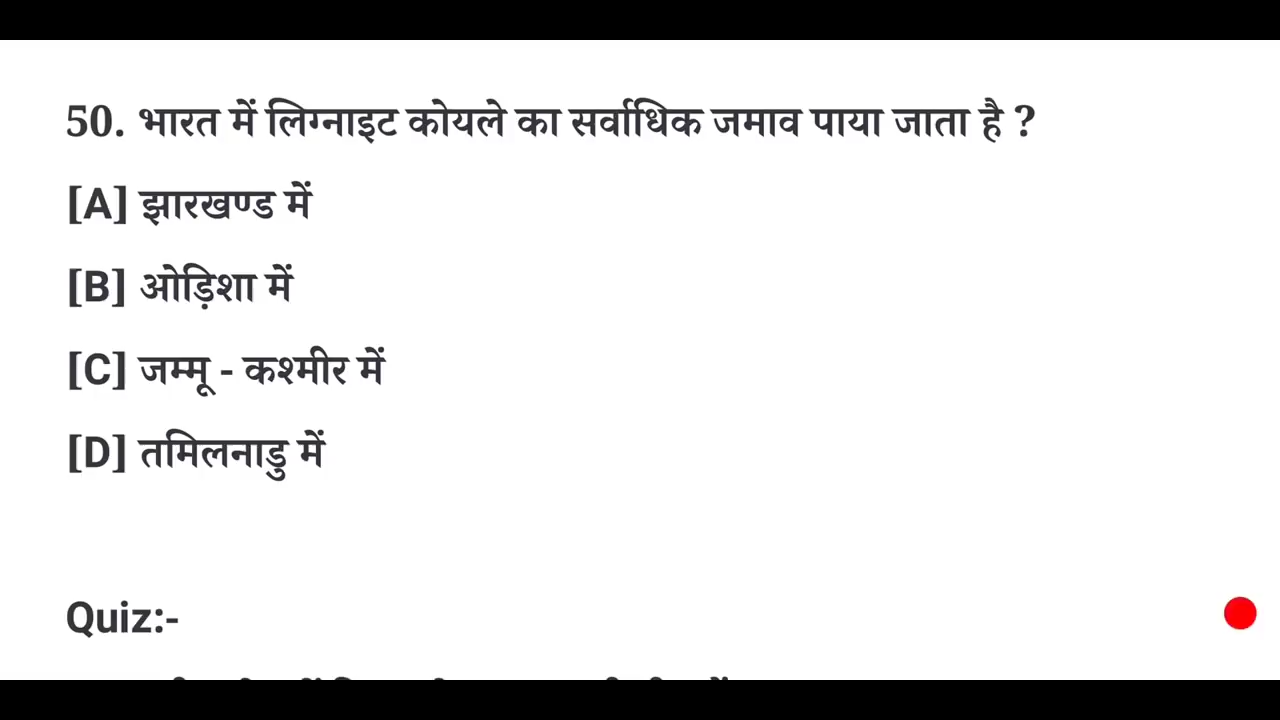 50. भारत में लिग्नाइट कोयले का सर्वाधिक जमाव पाया जाता है ?
[A] झारखण्ड में
[B] ओड़िशा में
[C] जम्मू - कश्मीर में
[D] तमिलनाडु में
Quiz:-